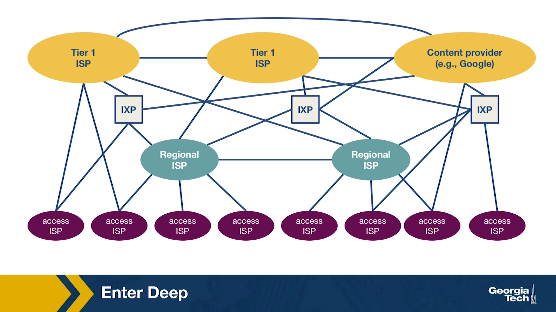 Tier 1
ISP
Tier 1
ISP
Content provider
(e.g., Google)
IXP
IXP
IXP
Regional
ISP
Regional
ISP
access
ISP
access
ISP
access
ISP
access
ISP
access
ISP
access
ISP
access
ISP
access
ISP
Enter Deep
Georgia
Tech